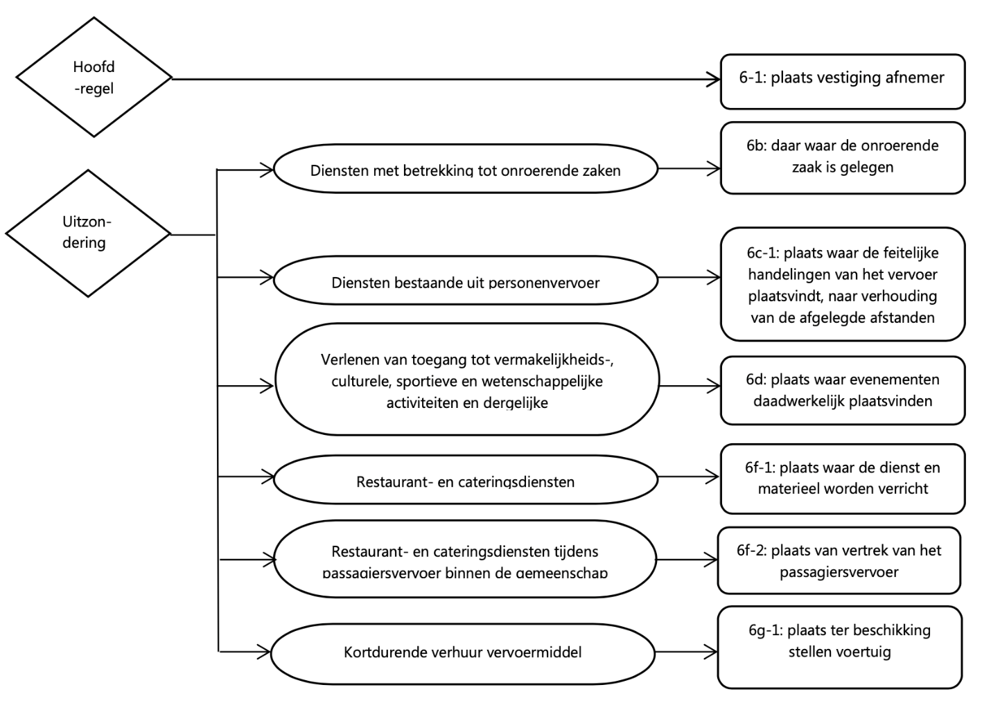 Hoofd
-regel
6-1: plaats vestiging afnemer
Uitzon-
dering
Diensten met betrekking tot onroerende zaken
6b: daar waar de onroerende
zaak is gelegen
Diensten bestaande uit personenvervoer
6c-1: plaats waar de feitelijke
handelingen van het vervoer
plaatsvindt, naar verhouding
van de afgelegde afstanden
Verlenen van toegang tot vermakelijkheids-,
culturele, sportieve en wetenschappelijke
activiteiten en dergelijke
6d: plaats waar evenementen
daadwerkelijk plaatsvinden
Restaurant- en cateringsdiensten
6f-1: plaats waar de dienst en
materieel worden verricht
Restaurant- en cateringsdiensten tijdens
passagiersvervoer binnen de gemeenschap
6f-2: plaats van vertrek van het
passagiersvervoer
Kortdurende verhuur vervoermiddel
6g-1: plaats ter beschikking
stellen voertuig